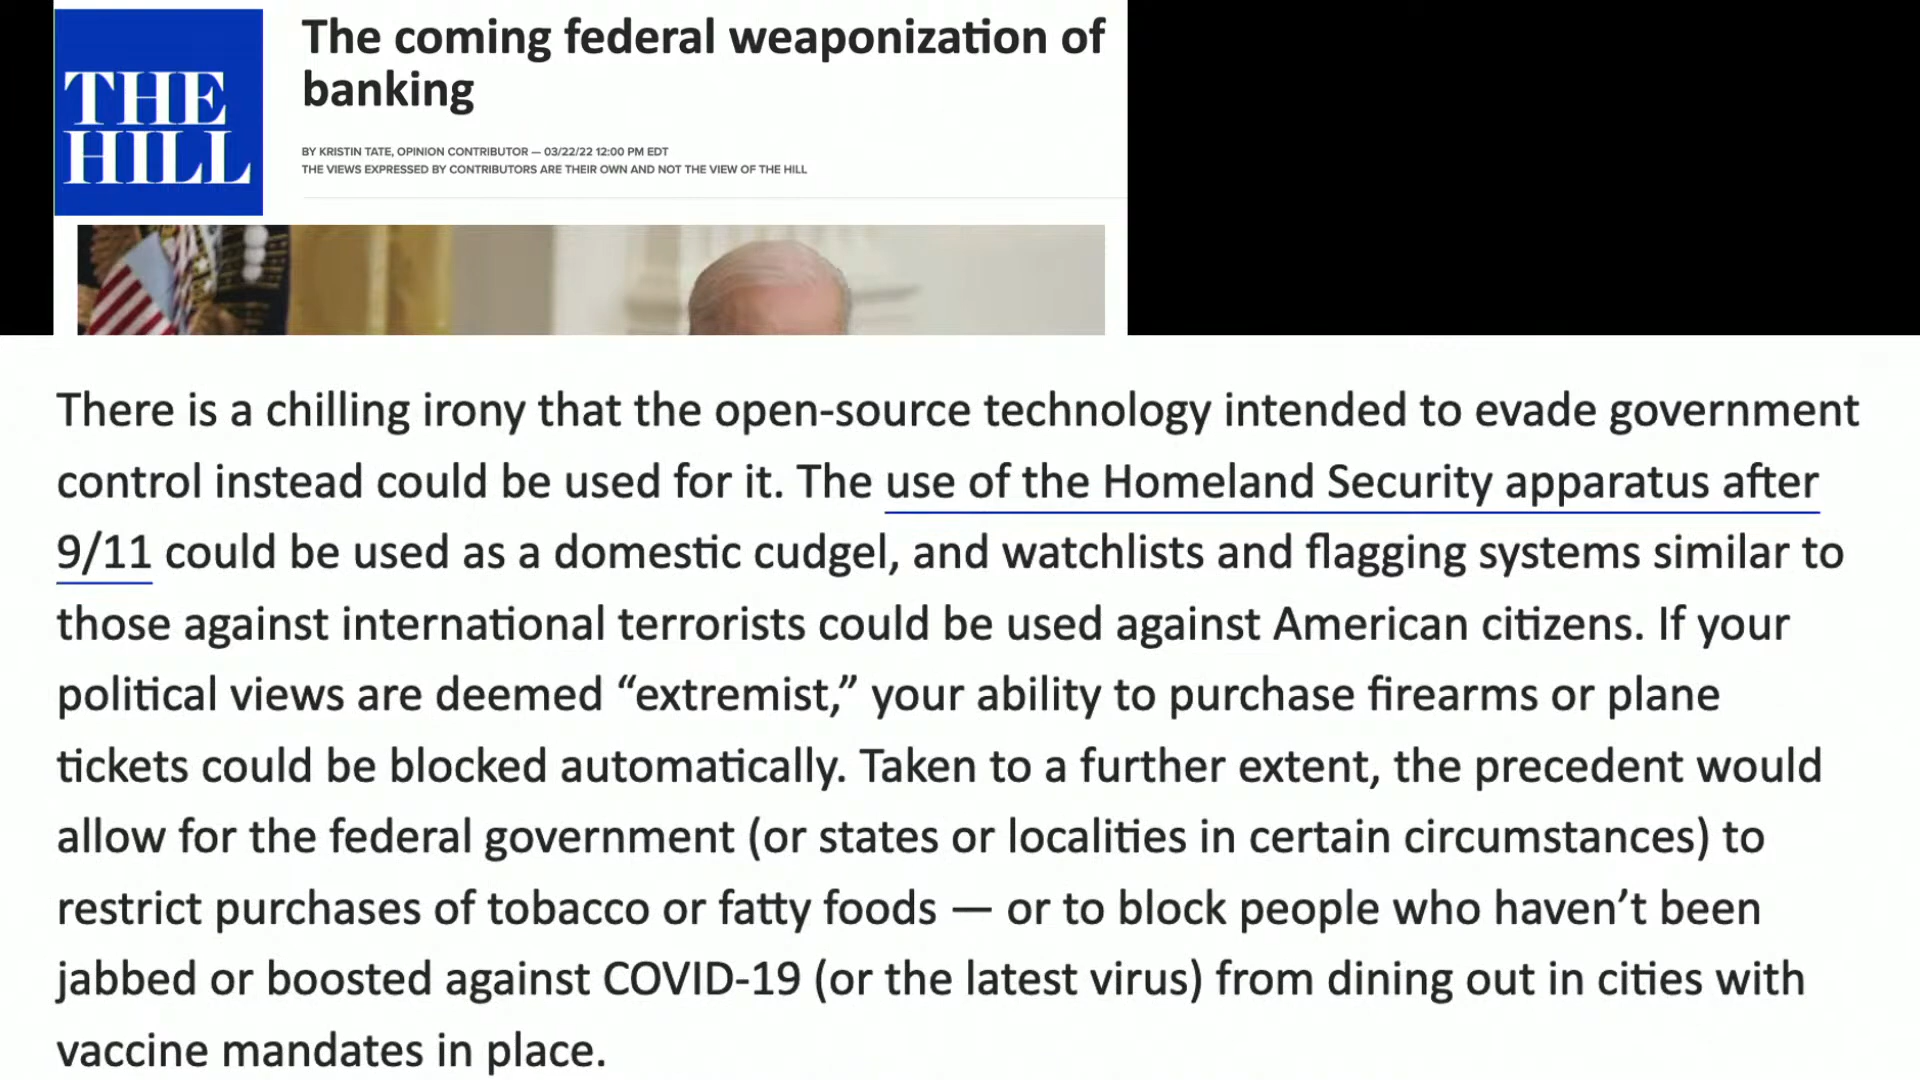 THE
HILL
The coming federal weaponization of
banking
BY KRISTIN TATE, OPINION CONTRIBUTOR — 03/22/22 12:00 PM EDT
THE VIEWS EXPRESSED BY CONTRIBUTORS ARE THEIR OWN AND NOT THE VIEW OF THE HILL
There is a chilling irony that the open-source technology intended to evade government
control instead could be used for it. The use of the Homeland Security apparatus after
9/11 could be used as a domestic cudgel, and watchlists and flagging systems similar to
those against international terrorists could be used against American citizens. If your
political views are deemed “extremist,” your ability to purchase firearms or plane
tickets could be blocked automatically. Taken to a further extent, the precedent would
allow for the federal government (or states or localities in certain circumstances) to
restrict purchases of tobacco or fatty foods — or to block people who haven’t been
jabbed or boosted against COVID-19 (or the latest virus) from dining out in cities with
vaccine mandates in place.